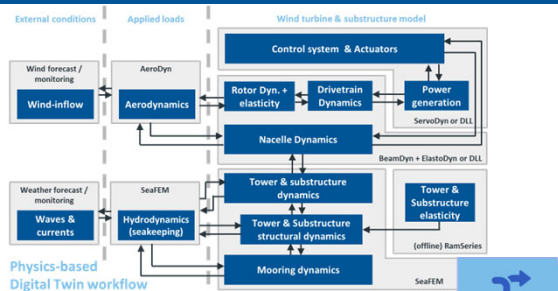 External conditions
Applied loads
Wind turbine & substructure model
Control system & Actuators
Wind forecast /
monitoring
AeroDyn
Wind-inflow
Aerodynamics
Rotor Dyn. +
elasticity
Drivetrain
Dynamics
Power
generation
ServoDyn or DLL
Nacelle Dynamics
BeamDyn + ElastoDyn or DLL
Weather forecast /
monitoring
SeaFEM
Tower & substructure
dynamics
Tower &
Substructure
elasticity
Waves &
currents
Hydrodynamics
(seakeeping)
Tower & Substructure
structural dynamics
(offline) RamSeries
Mooring dynamics
SeaFEM
Physics-based
Digital Twin workflow